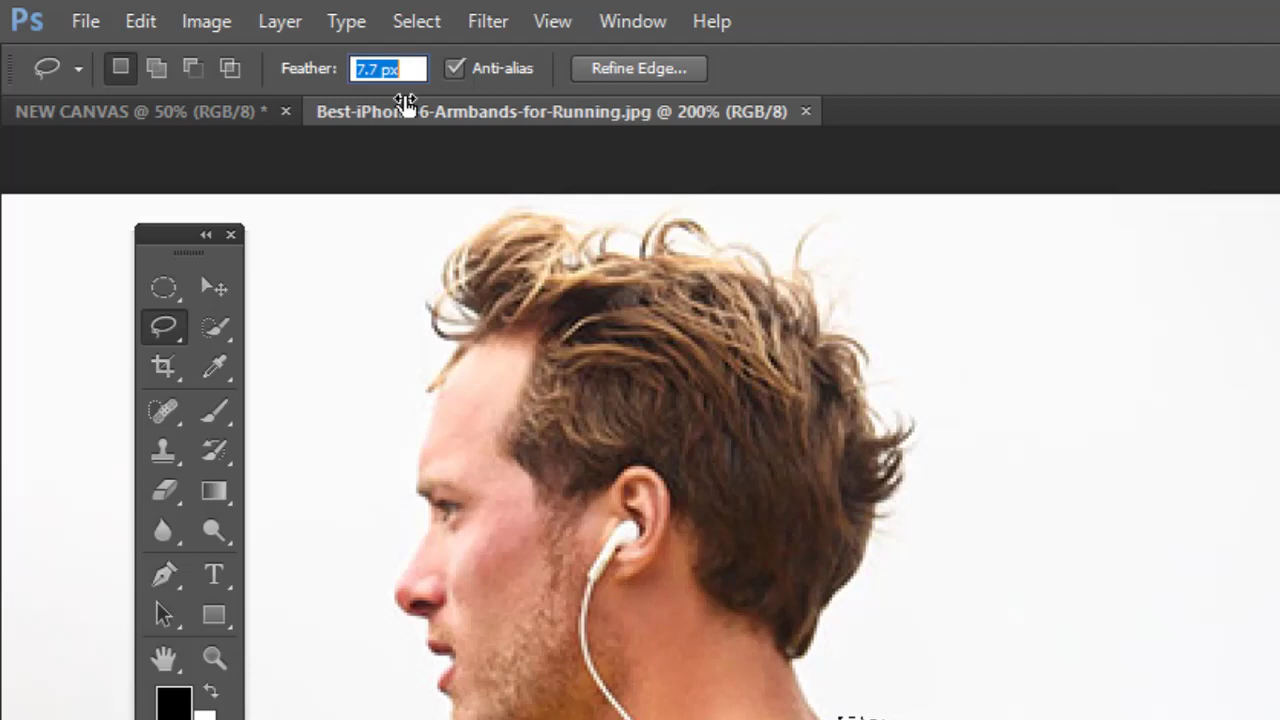 Ps File Edit Image Layer Type Select Filter View Window Help
Feather: 7.7 px Anti-alias Refine Edge...
NEW CANVAS @ 50% (RGB/8) * × Best-iPhon 6-Armbands-for-Running.jpg @ 200% (RGB/8) ×
T